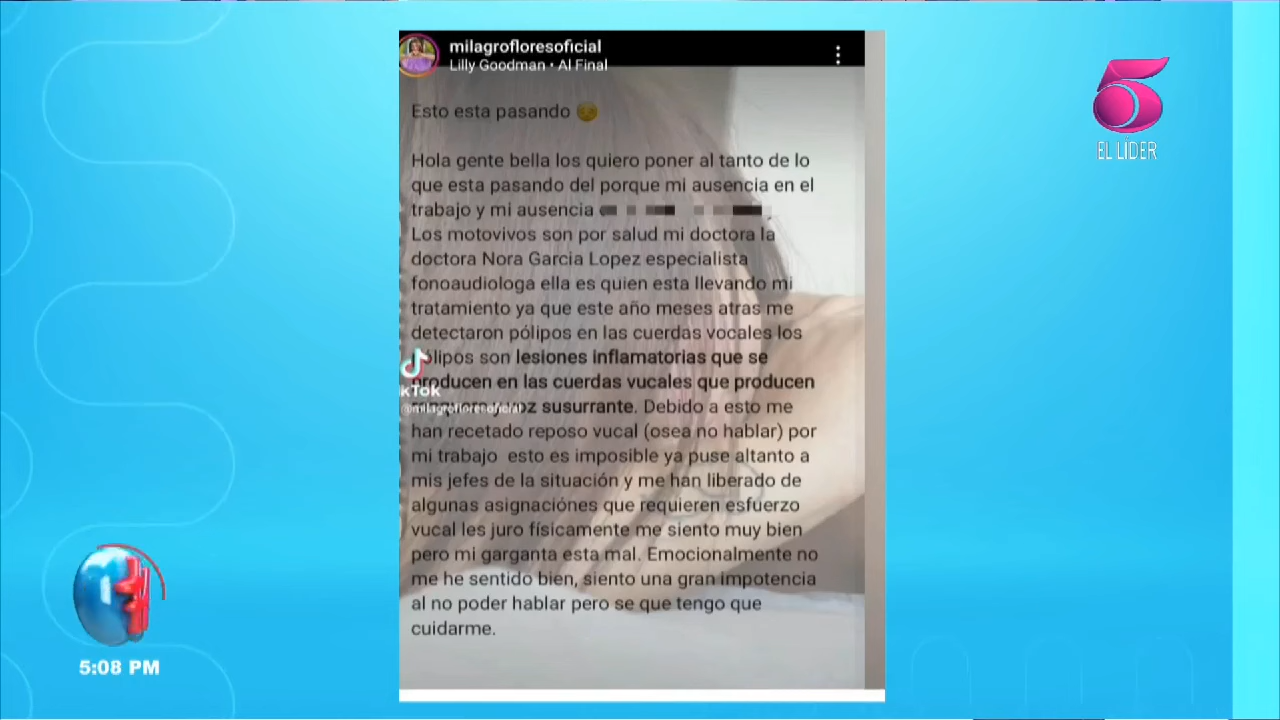 milagrofloresoficial
Lilly Goodman • Al Final
5
EL LIDER
Esto esta pasando 😔
Hola gente bella los quiero poner al tanto de lo
que esta pasando del porque mi ausencia en el
trabajo y mi ausencia
Los motovivos son por salud mi doctora la
doctora Nora Garcia Lopez especialista
fonoaudiologa ella es quien esta llevando mi
tratamiento ya que este año meses atras me
detectaron pólipos en las cuerdas vocales los
pólipos son lesiones inflamatorias que se
producen en las cuerdas vucales que producen
voz susurrante. Debido a esto me
han recetado reposo vucal (osea no hablar) por
mi trabajo esto es imposible ya puse altanto a
mis jefes de la situación y me han liberado de
algunas asignaciónes que requieren esfuerzo
vucal les juro físicamente me siento muy bien
pero mi garganta esta mal. Emocionalmente no
me he sentido bien, siento una gran impotencia
al no poder hablar pero se que tengo que
cuidarme.
kTok
@milagrofloresoficial
5:08 PM